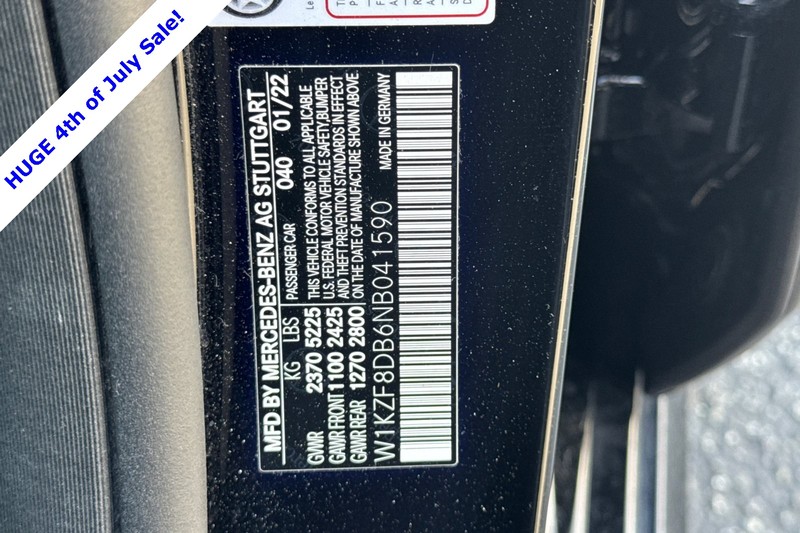 HUGE 4th of July Sale!
MFD BY MERCEDES-BENZ AG STUTTGART
KG LBS 040 01/22
PASSENGER CAR
GVWR 2370 5225
GAWR FRONT 1100 2425
GAWR REAR 1270 2800
THIS VEHICLE CONFORMS TO ALL APPLICABLE
U.S. FEDERAL MOTOR VEHICLE SAFETY,BUMPER
AND THEFT PREVENTION STANDARDS IN EFFECT
ON THE DATE OF MANUFACTURE SHOWN ABOVE
W1KZF8DB6NB041590 MADE IN GERMANY